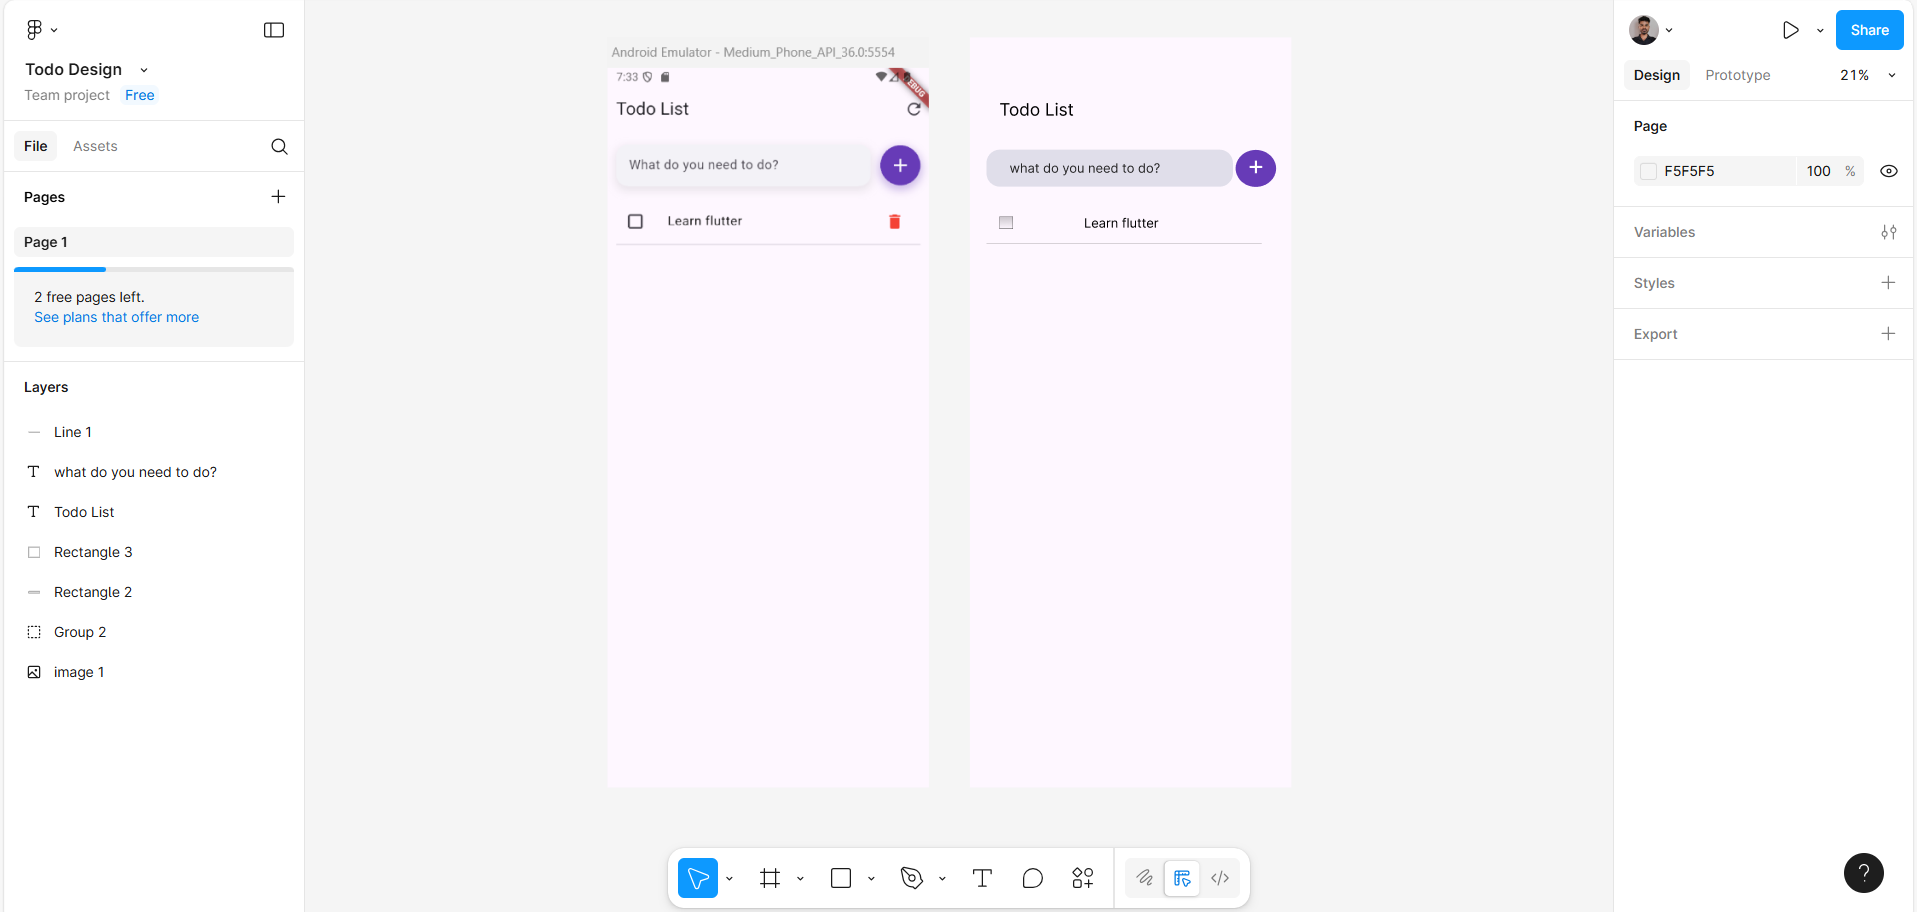 Todo Design
Team project Free
File Assets
Pages
Page 1
2 free pages left.
See plans that offer more
Layers
Line 1
what do you need to do?
Todo List
Rectangle 3
Rectangle 2
Group 2
image 1
Android Emulator - Medium_Phone_API_36.0:5554
7:33
DEBUG
Todo List
What do you need to do?
Learn flutter
Todo List
what do you need to do?
Learn flutter
Share
Design Prototype 21%
Page
F5F5F5 100 %
Variables
Styles
Export